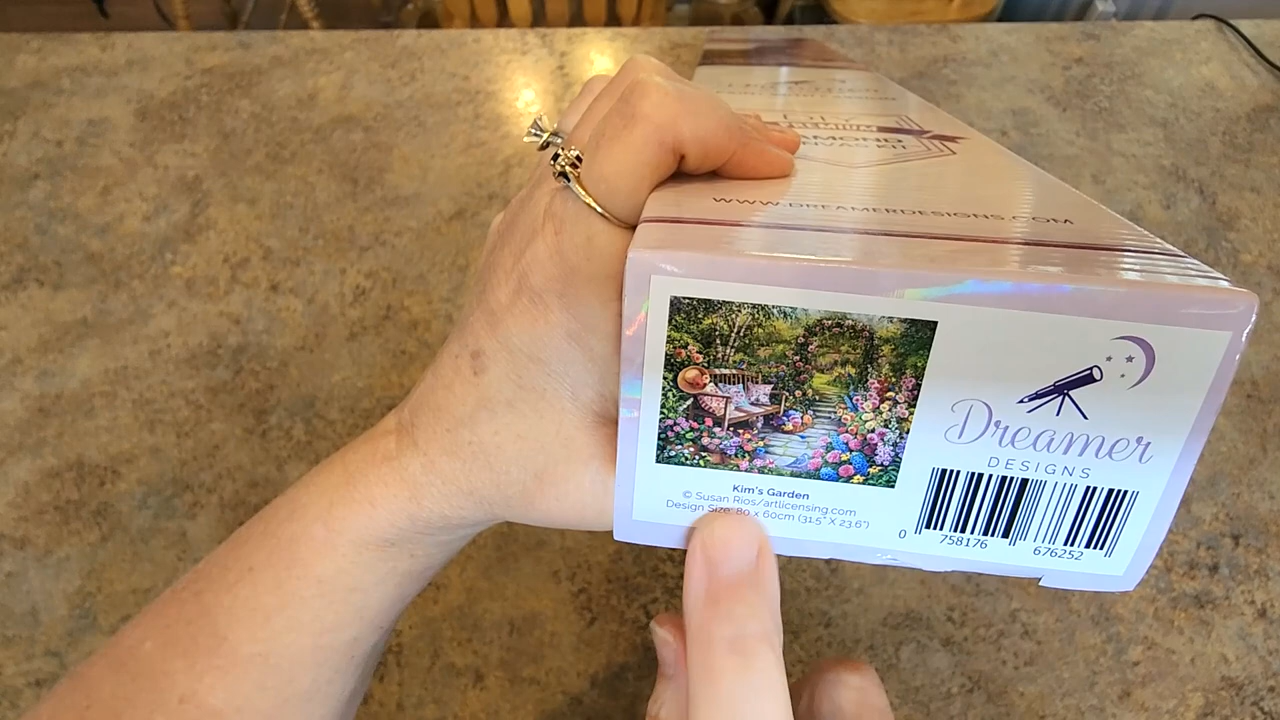 PREMIUM
WWW.DREAMERDESIGNS.COM
Dreamer
DESIGNS
Kim's Garden
© Susan Rios/artlicensing.com
Design Size: 80 x 60cm (31.5" X 23.6")
0 758176 676252